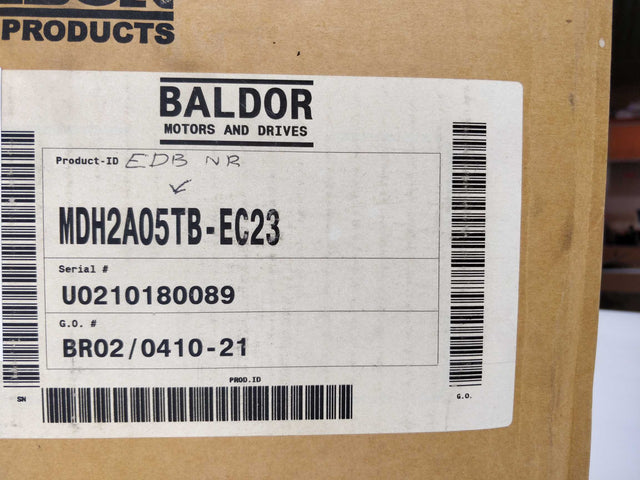 PRODUCTS
BALDOR
MOTORS AND DRIVES
Product-ID EDB NR
MDH2A05TB-EC23
Serial #
U0210180089
G.O. #
BR02/0410-21
PROD.ID
SN
G.O.